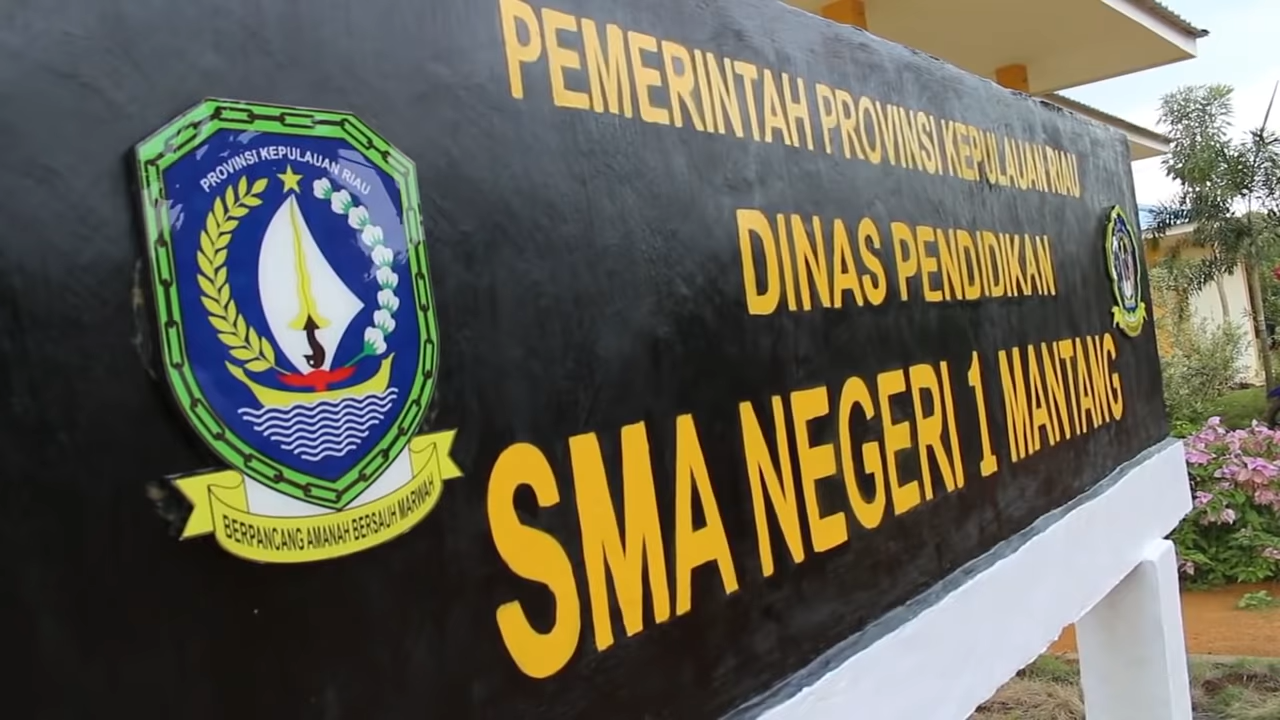 PEMERINTAH PROVINSI KEPULAUAN RIAU
DINAS PENDIDIKAN
SMA NEGERI 1 MANTANG
PROVINSI KEPULAUAN RIAU
BERPANCANG AMANAH BERSAUH MARWAH